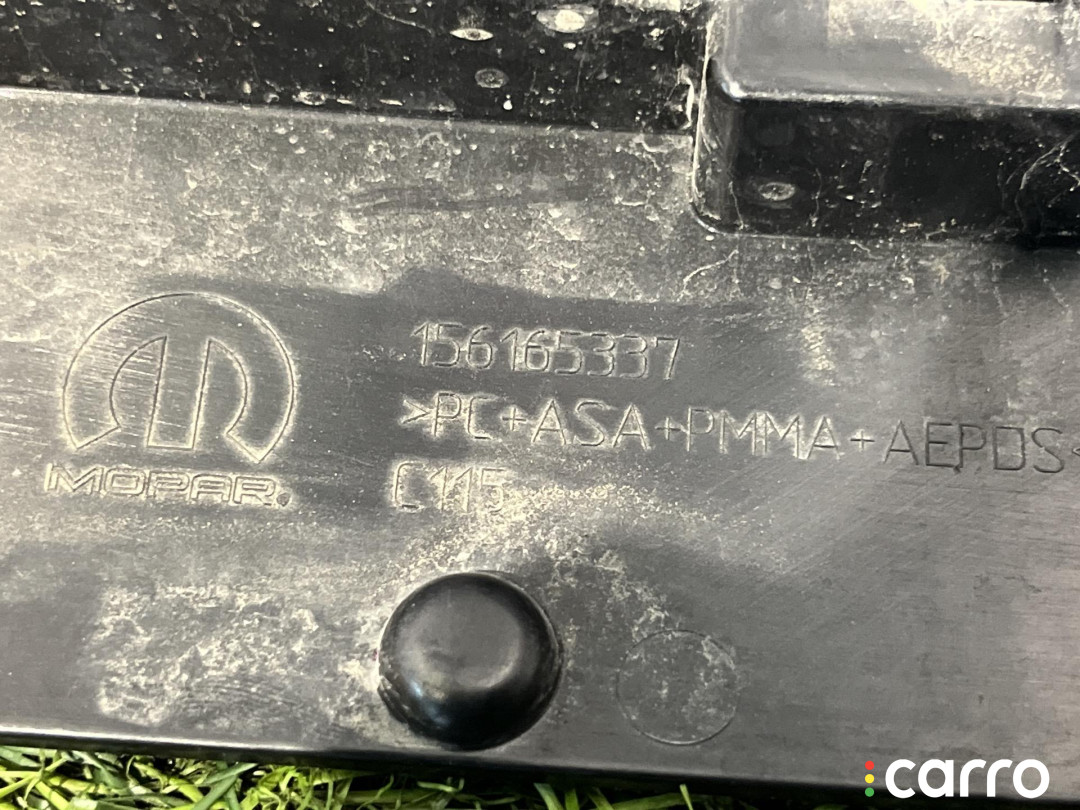 156165337
>PC+ASA+PMMA+AEPDS<
C115
MOPAR.
carro